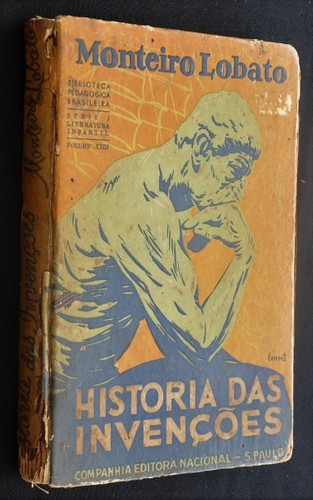 Monteiro Lobato
BIBLIOTECA
PEDAGOGICA
BRASILEIRA
SERIE I
LITERATURA
INFANTIL
VOLUME XXIII
HISTORIA DAS
INVENÇÕES
COMPANHIA EDITORA NACIONAL - S. PAULO
Historia das Invenções Monteiro Lobato